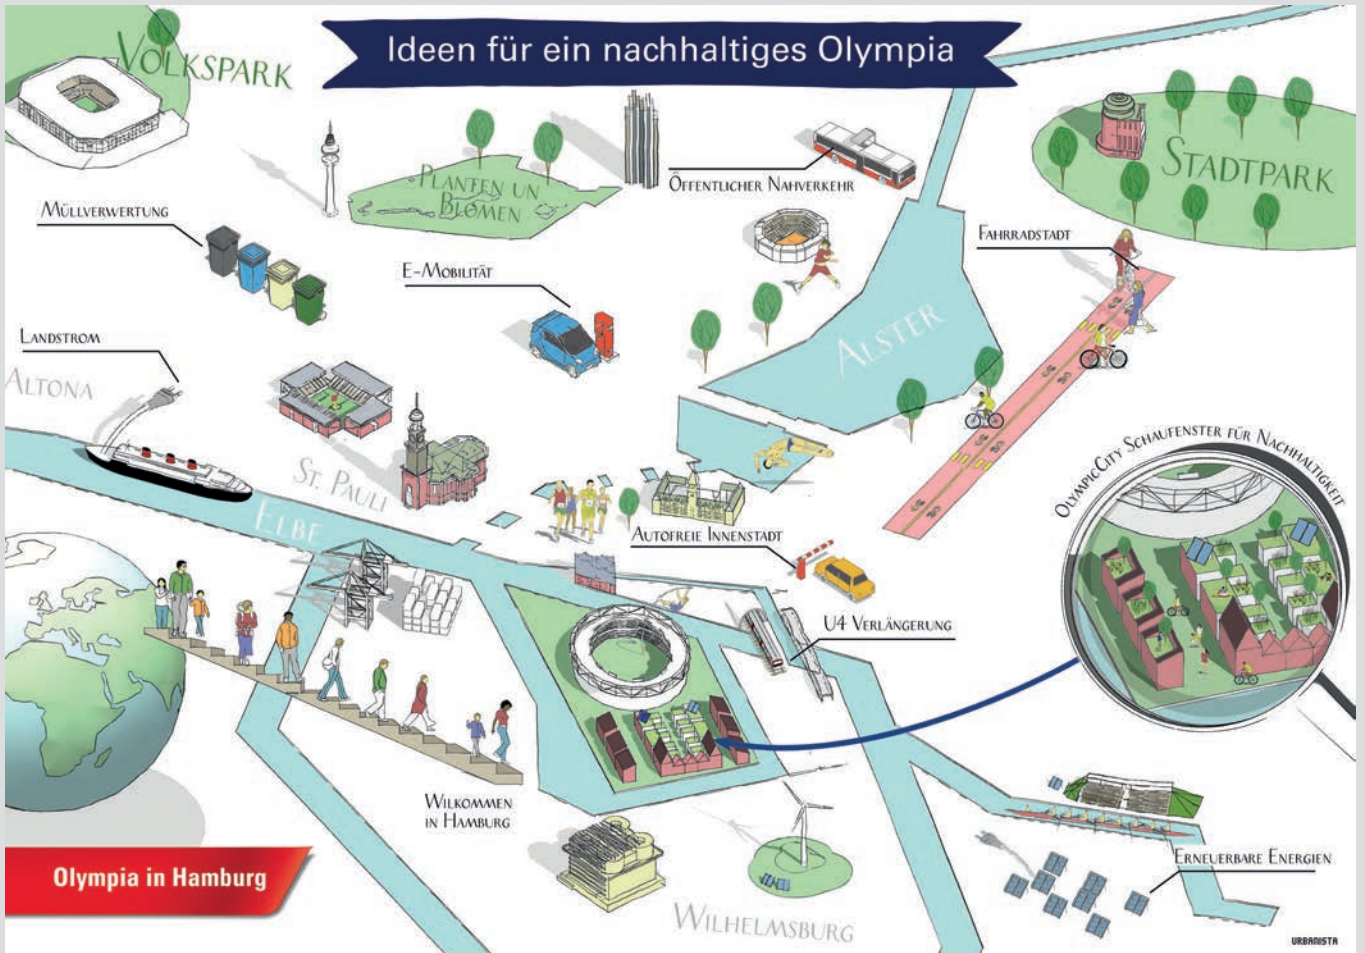 Ideen für ein nachhaltiges Olympia
VOLKSPARK
PLANTEN UN
BLOMEN
ÖFFENTLICHER NAHVERKEHR
STADTPARK
MÜLLVERWERTUNG
FAHRRADSTADT
E-MOBILITÄT
LANDSTROM
ALSTER
ALTONA
OLYMPICCITY SCHAUFENSTER FÜR NACHHALTIGKEIT
ST. PAULI
ELBE
AUTOFREIE INNENSTADT
U4 VERLÄNGERUNG
WILKOMMEN
IN HAMBURG
ERNEUERBARE ENERGIEN
Olympia in Hamburg
WILHELMSBURG
URBANISTA